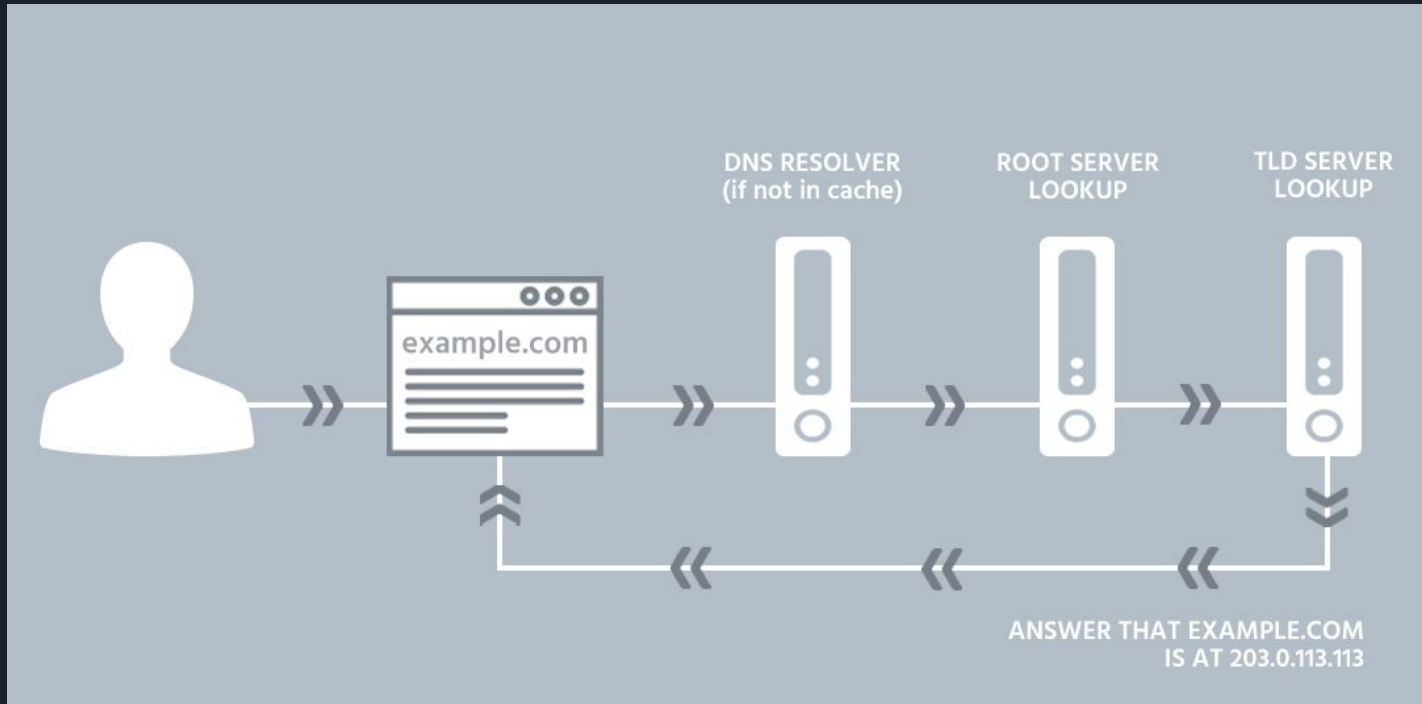 DNS RESOLVER
(if not in cache)
ROOT SERVER
LOOKUP
TLD SERVER
LOOKUP
example.com
ANSWER THAT EXAMPLE.COM
IS AT 203.0.113.113